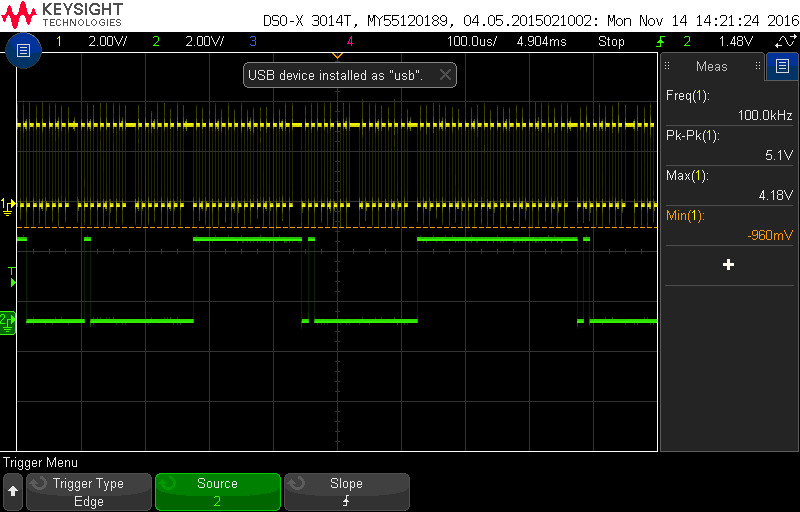 KEYSIGHT
TECHNOLOGIES
DSO-X 3014T, MY55120189, 04.05.2015021002: Mon Nov 14 14:21:24 2016
1 2.00V/ 2 2.00V/ 3 4 100.0us/ 4.904ms Stop 2 1.48V
USB device installed as "usb".
Meas
Freq(1):
100.0kHz
Pk-Pk(1):
5.1V
Max(1):
4.18V
Min(1):
-960mV
1
T
2
Trigger Menu
Trigger Type
Edge
Source
2
Slope